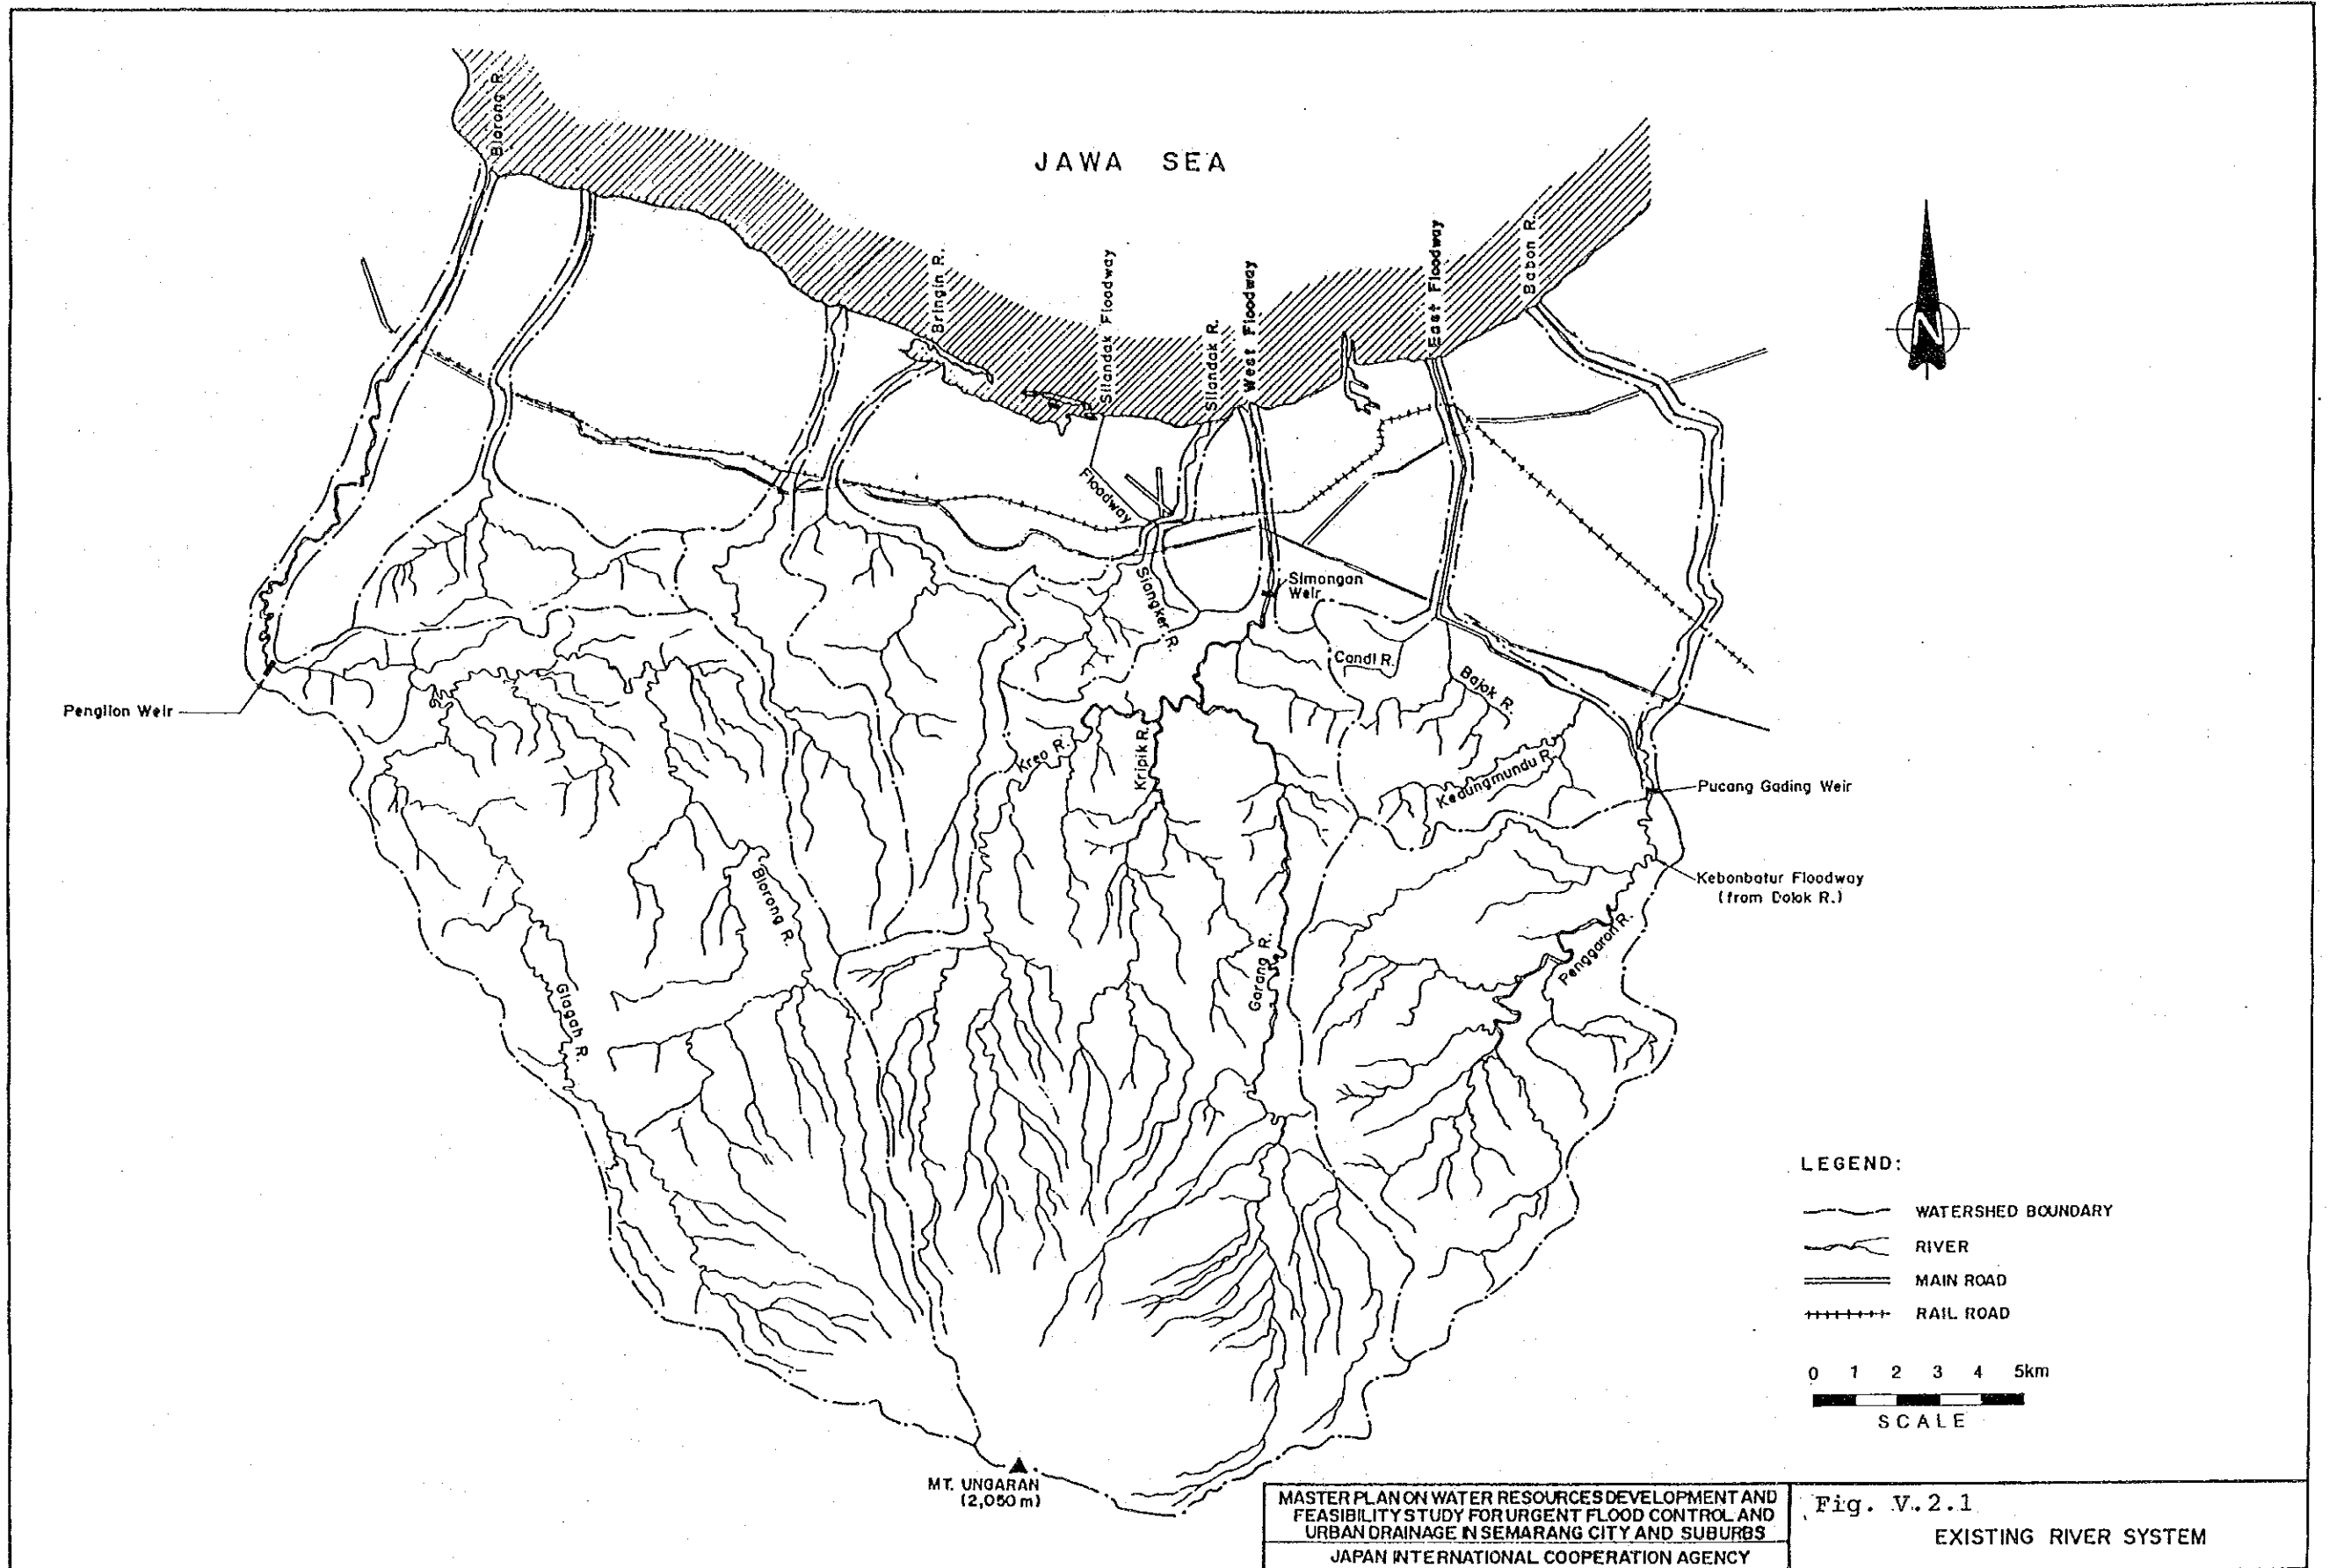 JAWA SEA
Blorong R.
Bringin R.
Silandak Floodway
Silandak R.
West Floodway
East Floodway
Babon R.
N
Floodway
Siangker R.
Simongan
Weir
Candi R.
Bajak R.
Penglion Weir
Kreo R.
Kripik R.
Kedungmundu R.
Pucang Gading Weir
Kebonbatur Floodway
(from Dolok R.)
Blorong R.
Garang R.
Penggaron R.
Glagah R.
LEGEND:
WATERSHED BOUNDARY
RIVER
MAIN ROAD
RAIL ROAD
0 1 2 3 4 5km
SCALE
MT. UNGARAN
(2,050 m)
MASTER PLAN ON WATER RESOURCES DEVELOPMENT AND
FEASIBILITY STUDY FOR URGENT FLOOD CONTROL AND
URBAN DRAINAGE IN SEMARANG CITY AND SUBURBS
JAPAN INTERNATIONAL COOPERATION AGENCY
Fig. V.2.1
EXISTING RIVER SYSTEM